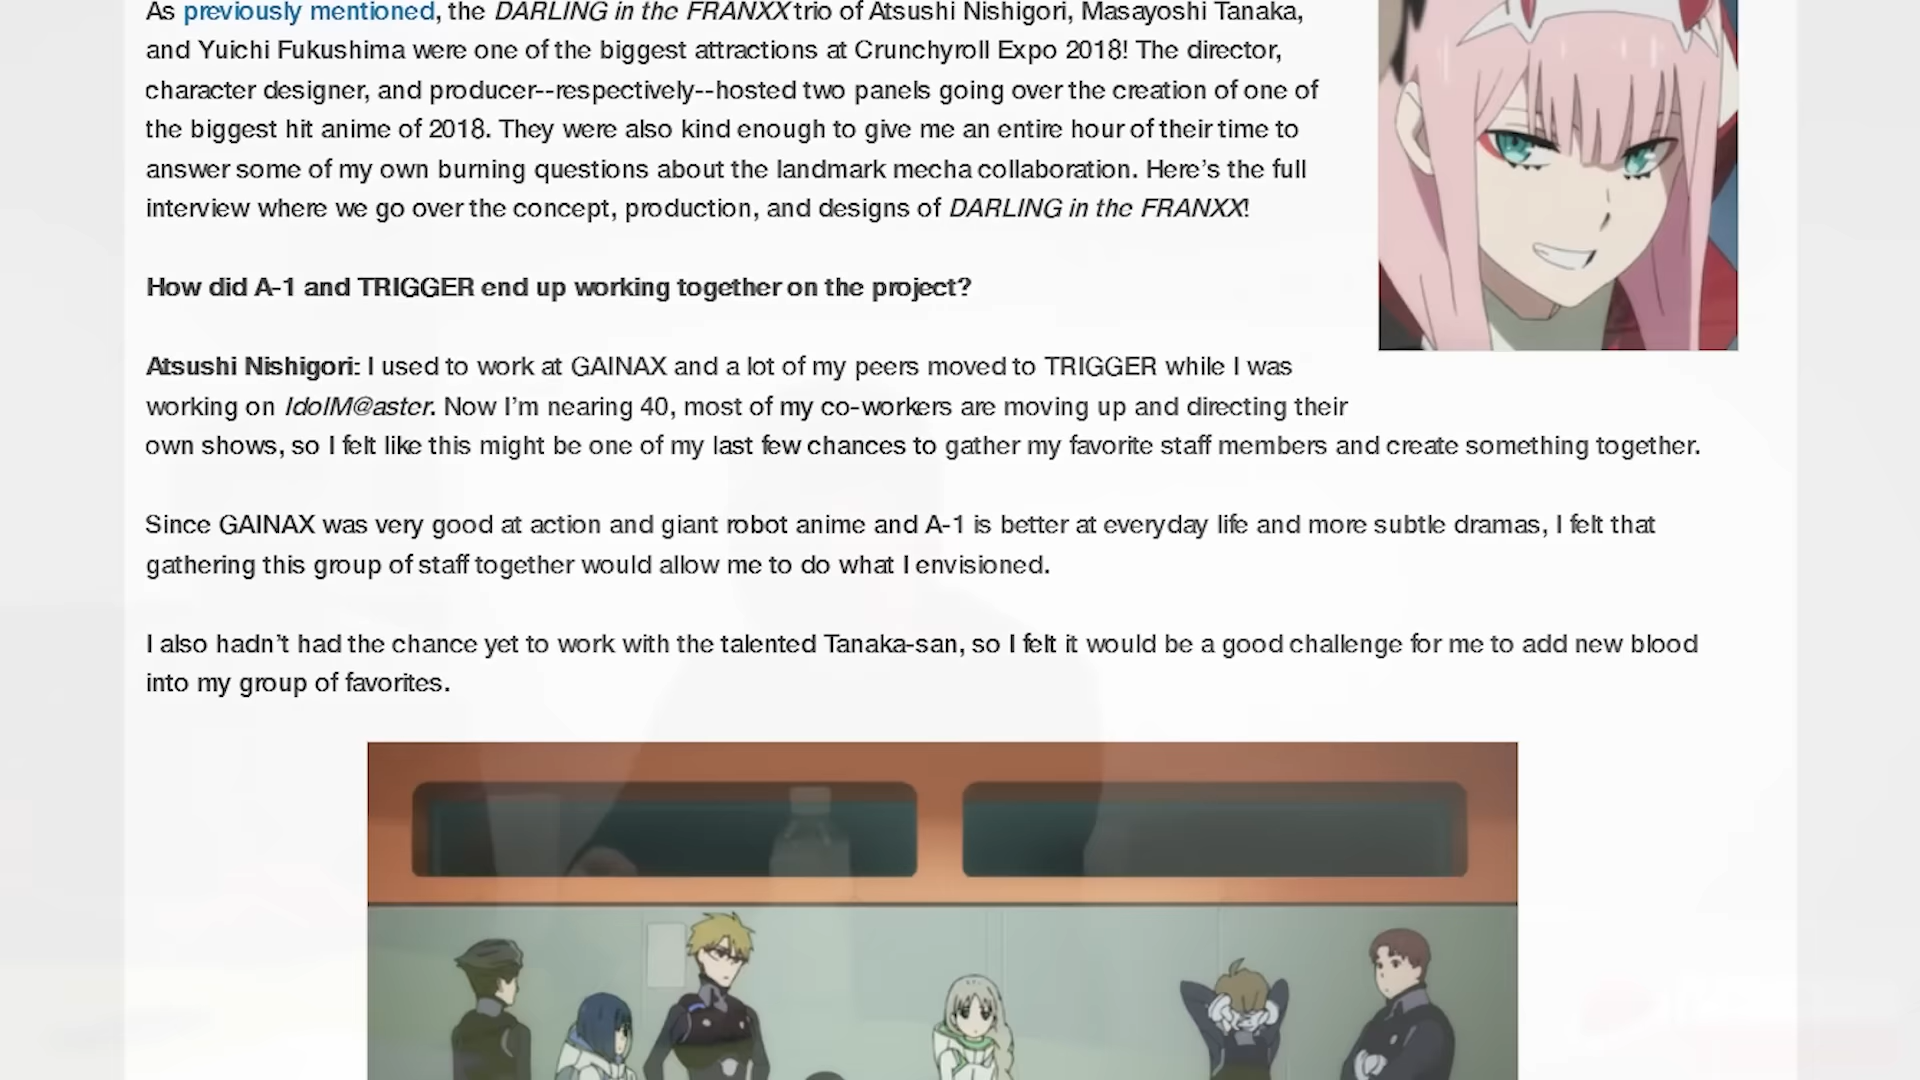 As previously mentioned, the DARLING in the FRANXX trio of Atsushi Nishigori, Masayoshi Tanaka,
and Yuichi Fukushima were one of the biggest attractions at Crunchyroll Expo 2018! The director,
character designer, and producer--respectively--hosted two panels going over the creation of one of
the biggest hit anime of 2018. They were also kind enough to give me an entire hour of their time to
answer some of my own burning questions about the landmark mecha collaboration. Here's the full
interview where we go over the concept, production, and designs of DARLING in the FRANXX!
How did A-1 and TRIGGER end up working together on the project?
Atsushi Nishigori: I used to work at GAINAX and a lot of my peers moved to TRIGGER while I was
working on IdolM@ster. Now I'm nearing 40, most of my co-workers are moving up and directing their
own shows, so I felt like this might be one of my last few chances to gather my favorite staff members and create something together.
Since GAINAX was very good at action and giant robot anime and A-1 is better at everyday life and more subtle dramas, I felt that
gathering this group of staff together would allow me to do what I envisioned.
I also hadn't had the chance yet to work with the talented Tanaka-san, so I felt it would be a good challenge for me to add new blood
into my group of favorites.